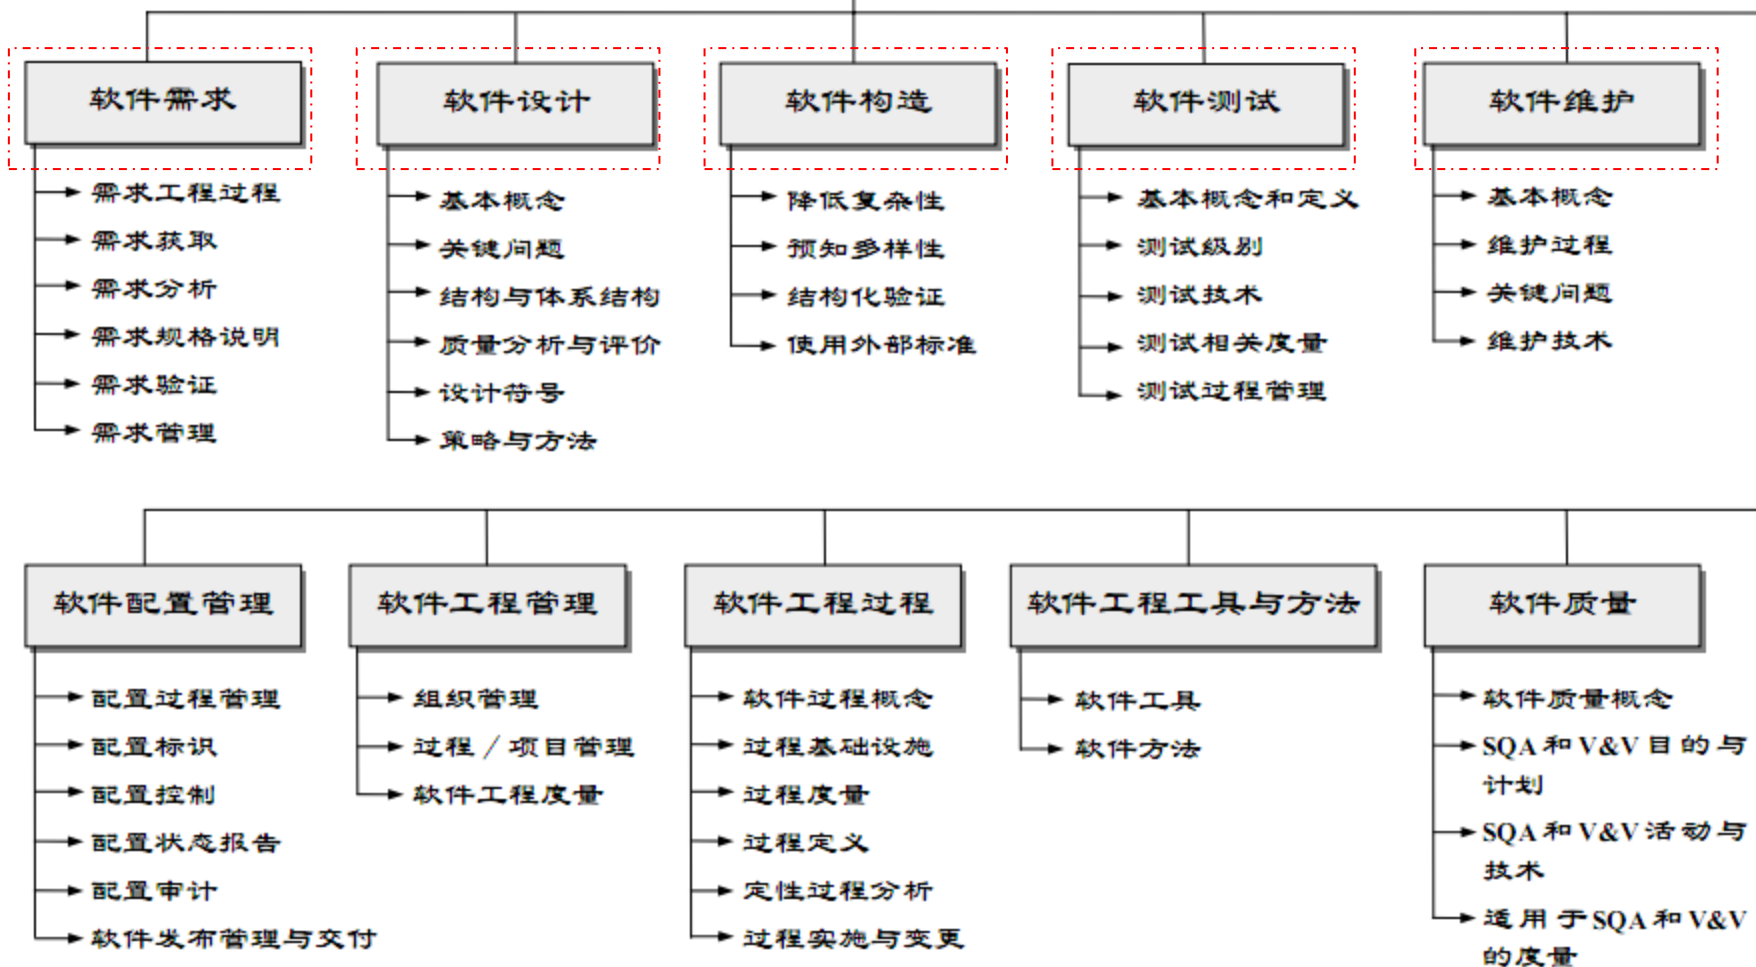 软件需求
需求工程过程
需求获取
需求分析
需求规格说明
需求验证
需求管理
软件设计
基本概念
关键问题
结构与体系结构
质量分析与评价
设计符号
策略与方法
软件构造
降低复杂性
预知多样性
结构化验证
使用外部标准
软件测试
基本概念和定义
测试级别
测试技术
测试相关度量
测试过程管理
软件维护
基本概念
维护过程
关键问题
维护技术
软件配置管理
配置过程管理
配置标识
配置控制
配置状态报告
配置审计
软件发布管理与交付
软件工程管理
组织管理
过程/项目管理
软件工程度量
软件工程过程
软件过程概念
过程基础设施
过程度量
过程定义
定性过程分析
过程实施与变更
软件工程工具与方法
软件工具
软件方法
软件质量
软件质量概念
SQA和V&V目的与
计划
SQA和V&V活动与
技术
适用于SQA和V&V
的度量